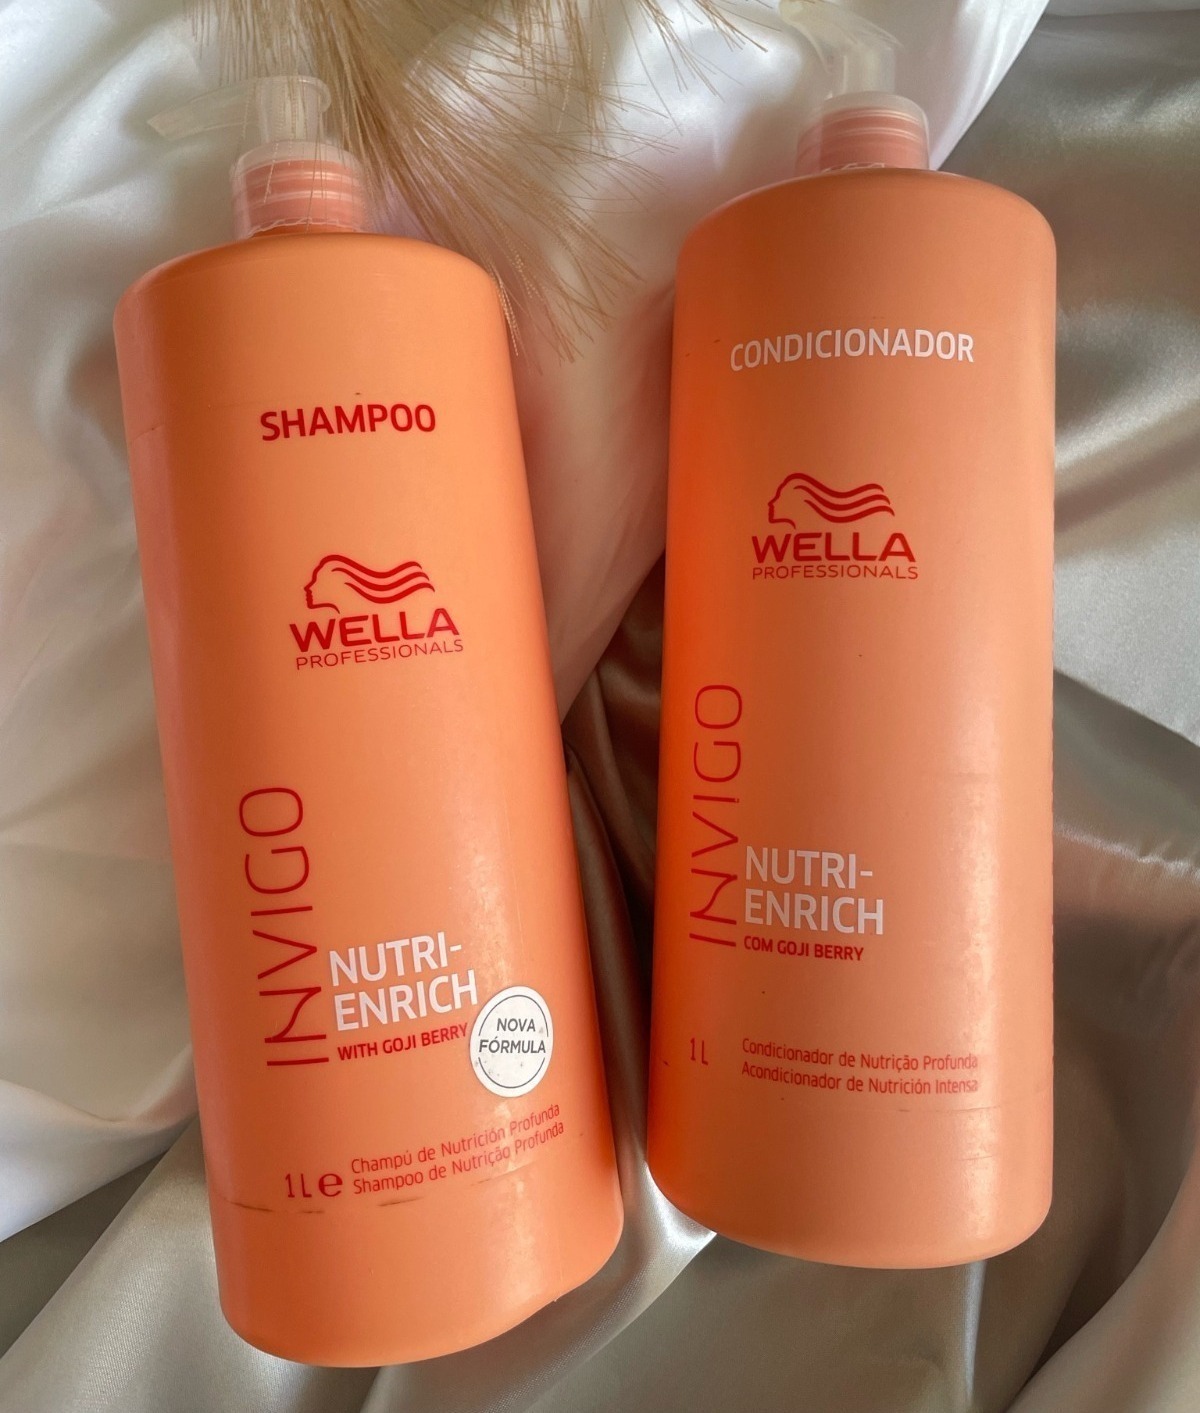 SHAMPOO
WELLA
PROFESSIONALS
INVIGO
NUTRI-
ENRICH
WITH GOJI BERRY
NOVA
FÓRMULA
Champú de Nutrición Profunda
Shampoo de Nutrição Profunda
1L e
CONDICIONADOR
WELLA
PROFESSIONALS
INVIGO
NUTRI-
ENRICH
COM GOJI BERRY
1 L
Condicionador de Nutrição Profunda
Acondicionador de Nutrición Intensa